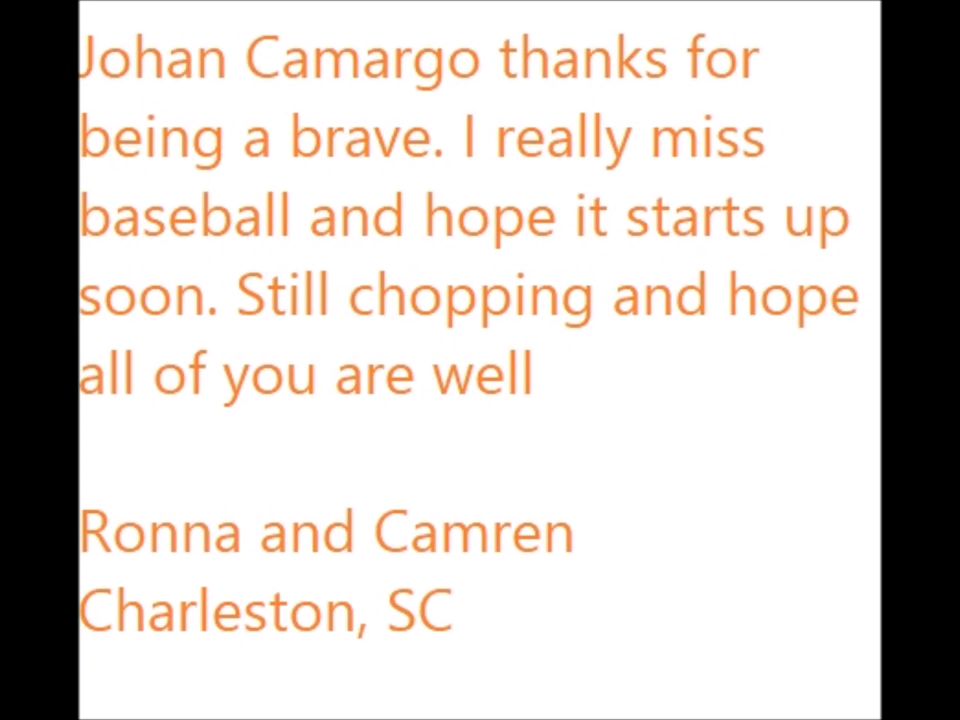 Johan Camargo thanks for
being a brave. I really miss
baseball and hope it starts up
soon. Still chopping and hope
all of you are well
Ronna and Camren
Charleston, SC